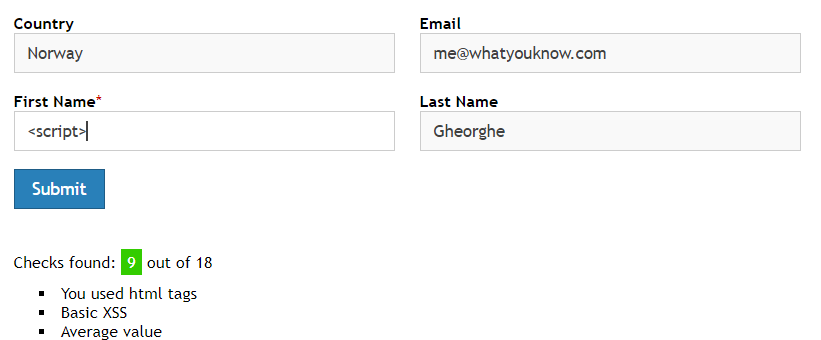 Country
Email
Norway
me@whatyouknow.com
First Name*
Last Name
<script>
Gheorghe
Submit
Checks found: 9 out of 18
You used html tags
Basic XSS
Average value